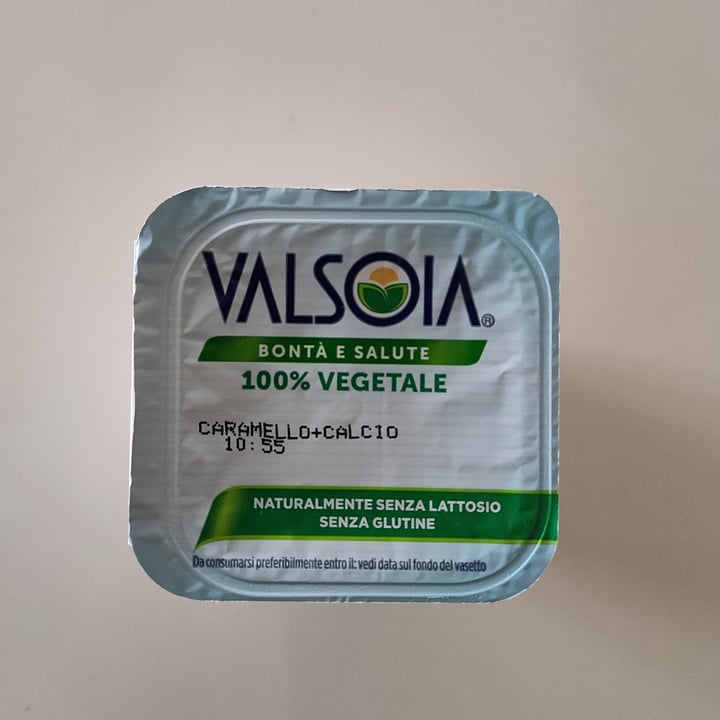 VALSOIA®
BONTÀ E SALUTE
100% VEGETALE
CARAMELLO+CALCIO
10:55
NATURALMENTE SENZA LATTOSIO
SENZA GLUTINE
Da consumarsi preferibilmente entro il: vedi data sul fondo del vasetto